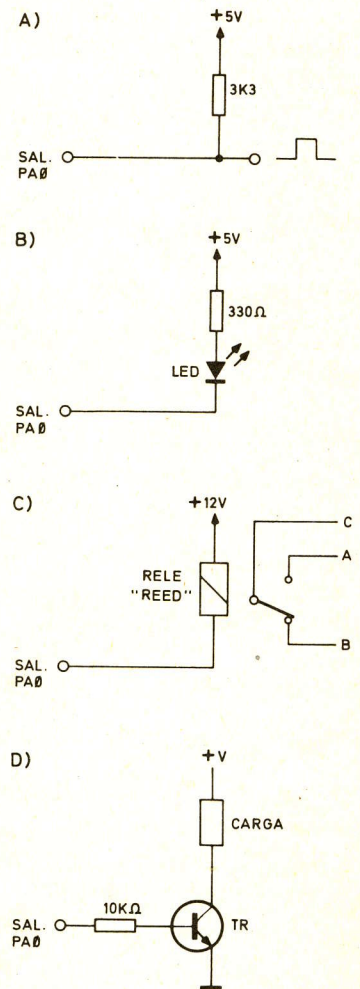 A)
+5V
3K3
SAL.
PAØ
B)
+5V
330Ω
LED
SAL.
PAØ
C)
+12V
C
A
RELE
"REED"
B
SAL.
PAØ
D)
+V
CARGA
10KΩ
TR
SAL.
PAØ